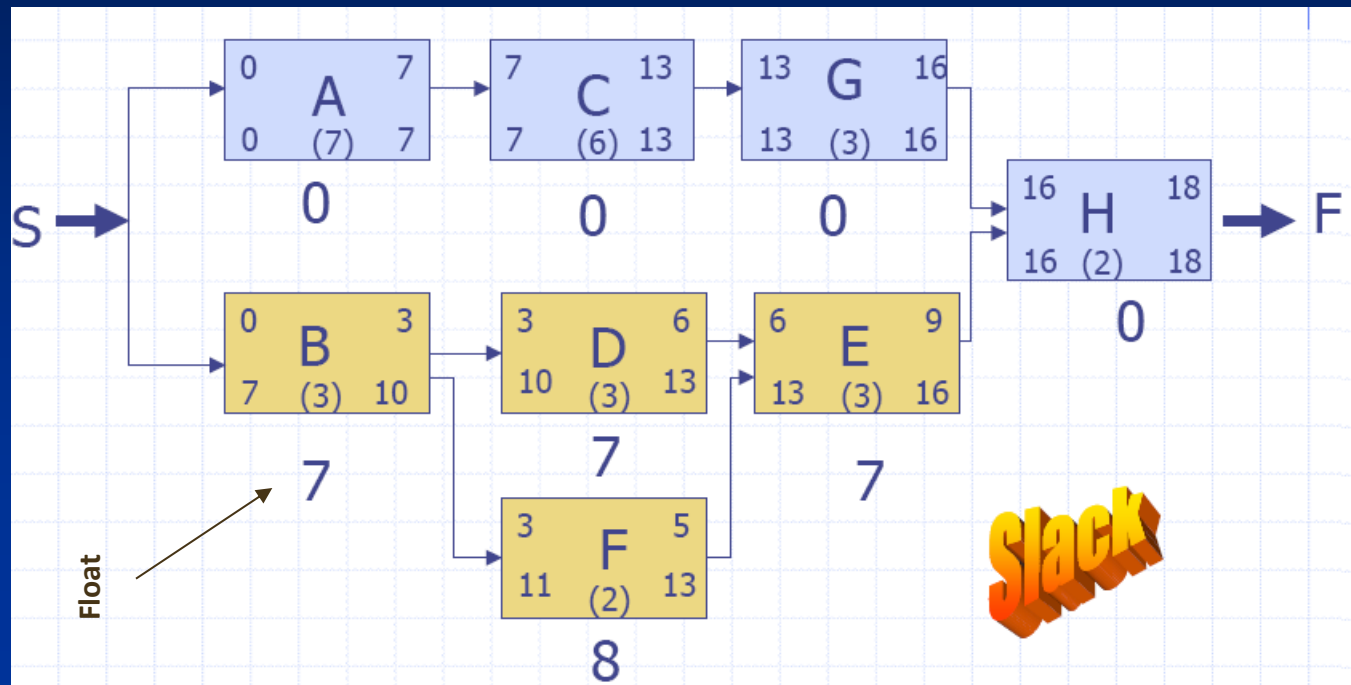 0 7
A
0 (7) 7
0
7 13
C
7 (6) 13
0
13 16
G
13 (3) 16
0
S
16 18
H
16 (2) 18
0
F
0 3
B
7 (3) 10
7
3 6
D
10 (3) 13
7
6 9
E
13 (3) 16
7
3 5
F
11 (2) 13
8
Float
Slack